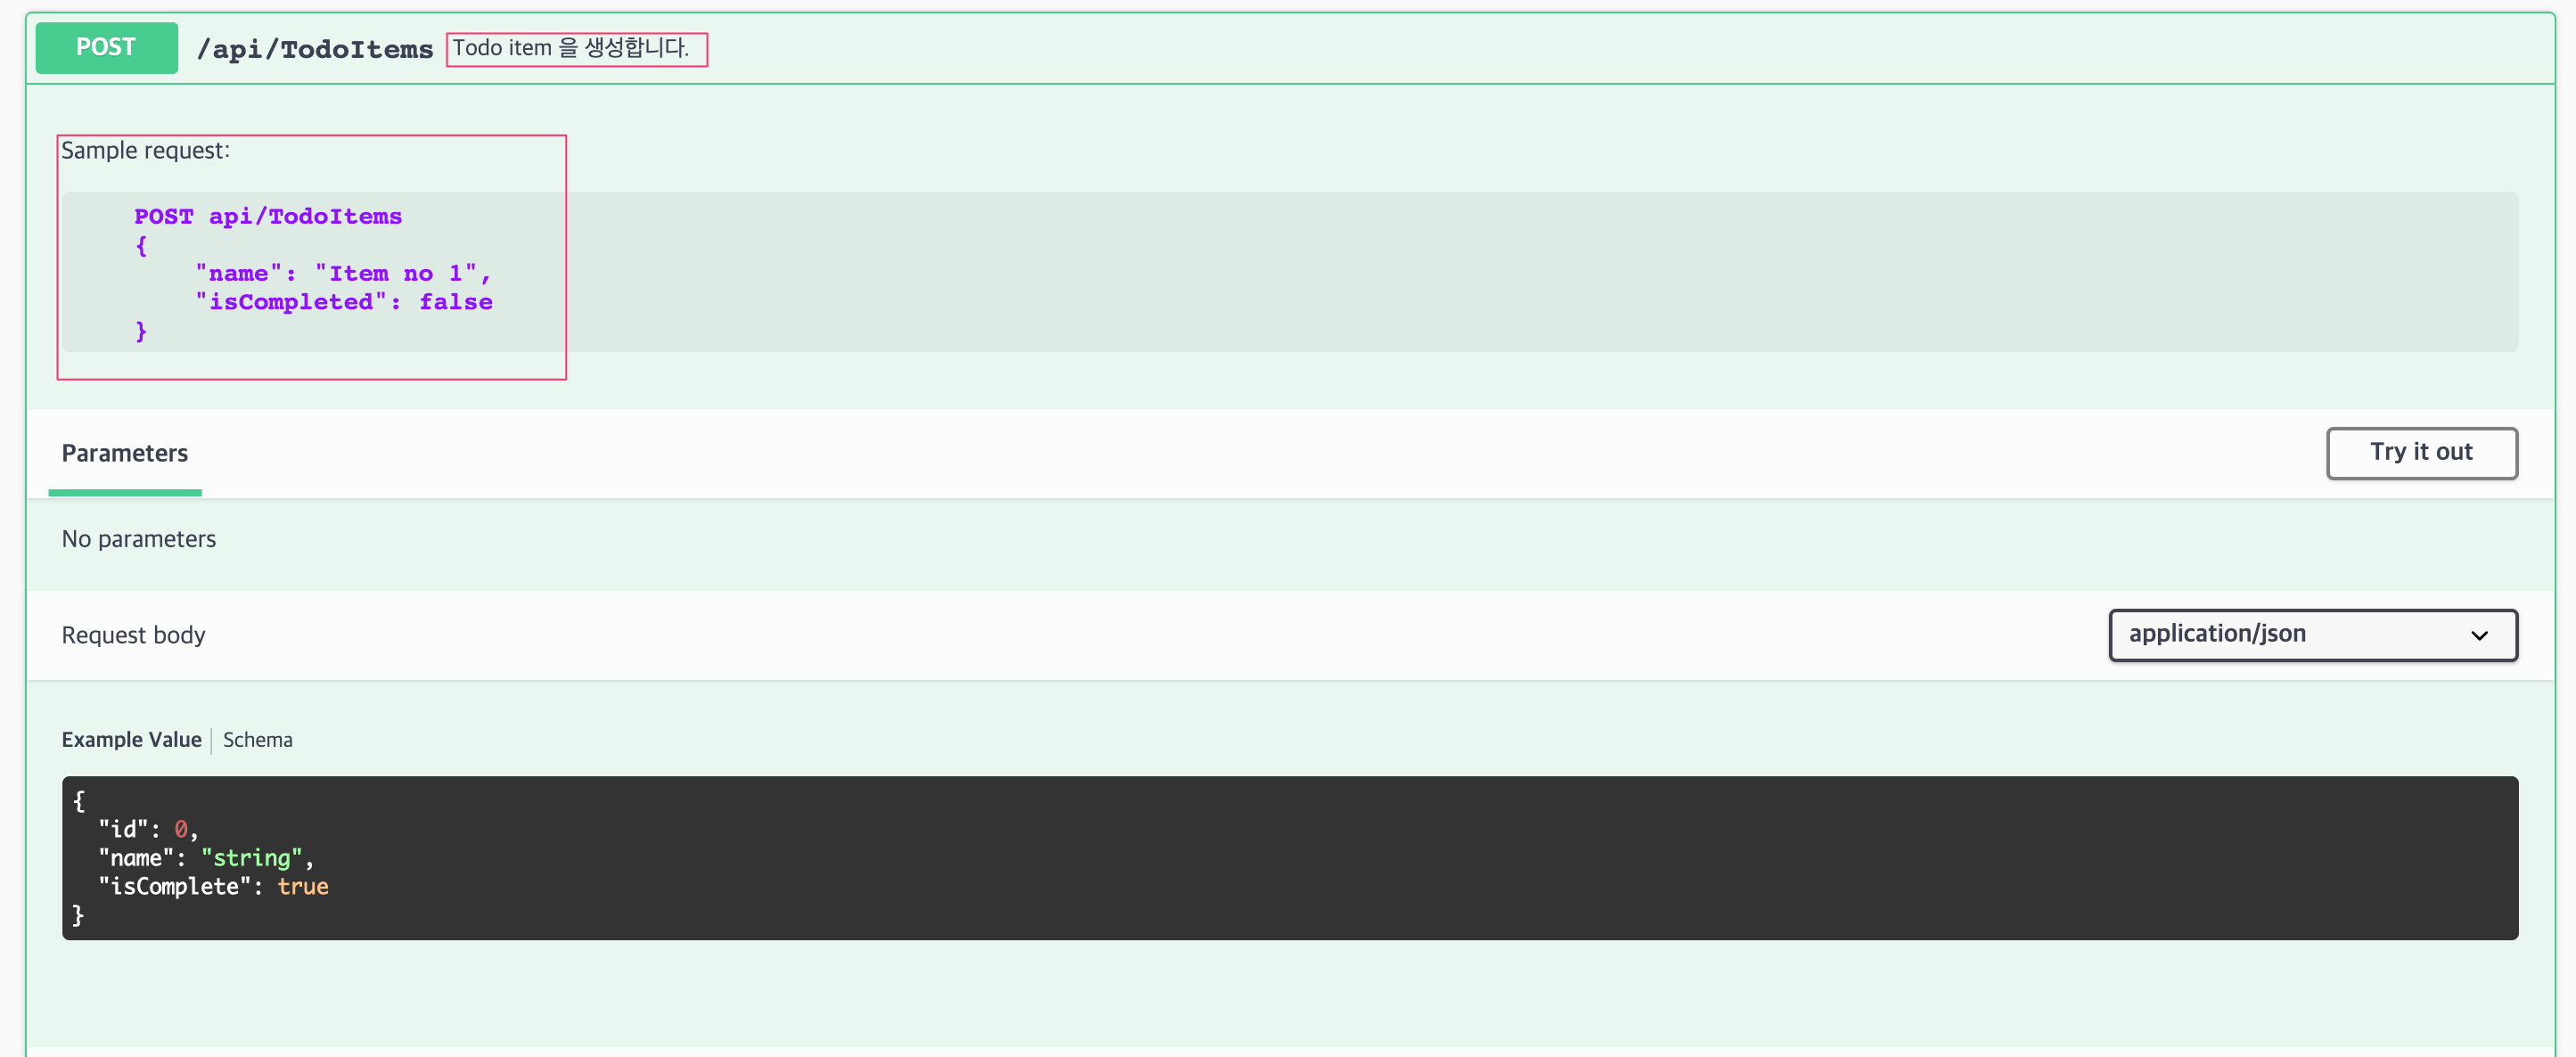 POST /api/TodoItems Todo item 을 생성합니다.
Sample request:
POST api/TodoItems
{
"name": "Item no 1",
"isCompleted": false
}
Parameters
Try it out
No parameters
Request body
application/json
Example Value | Schema
{
"id": 0,
"name": "string",
"isComplete": true
}